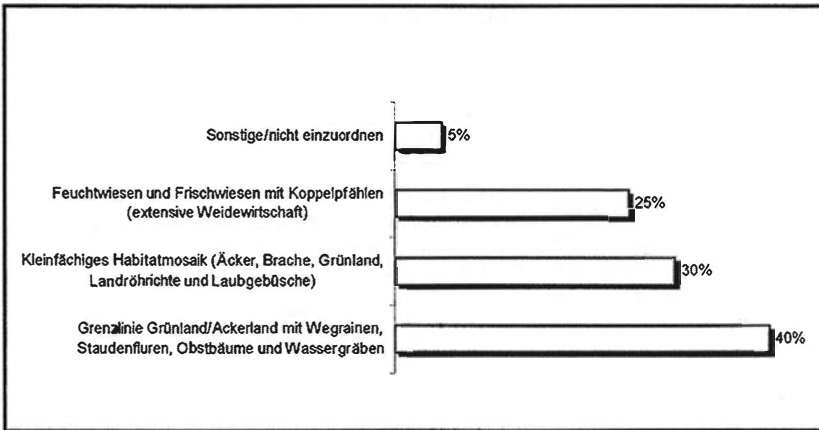 Sonstige/nicht einzuordnen
5%
Feuchtwiesen und Frischwiesen mit Koppelpfählen
(extensive Weidewirtschaft)
25%
Kleinfächiges Habitatmosaik (Äcker, Brache, Grünland,
Landröhrichte und Laubgebüsche)
30%
Grenzlinie Grünland/Ackerland mit Wegrainen,
Staudenfluren, Obstbäume und Wassergräben
40%